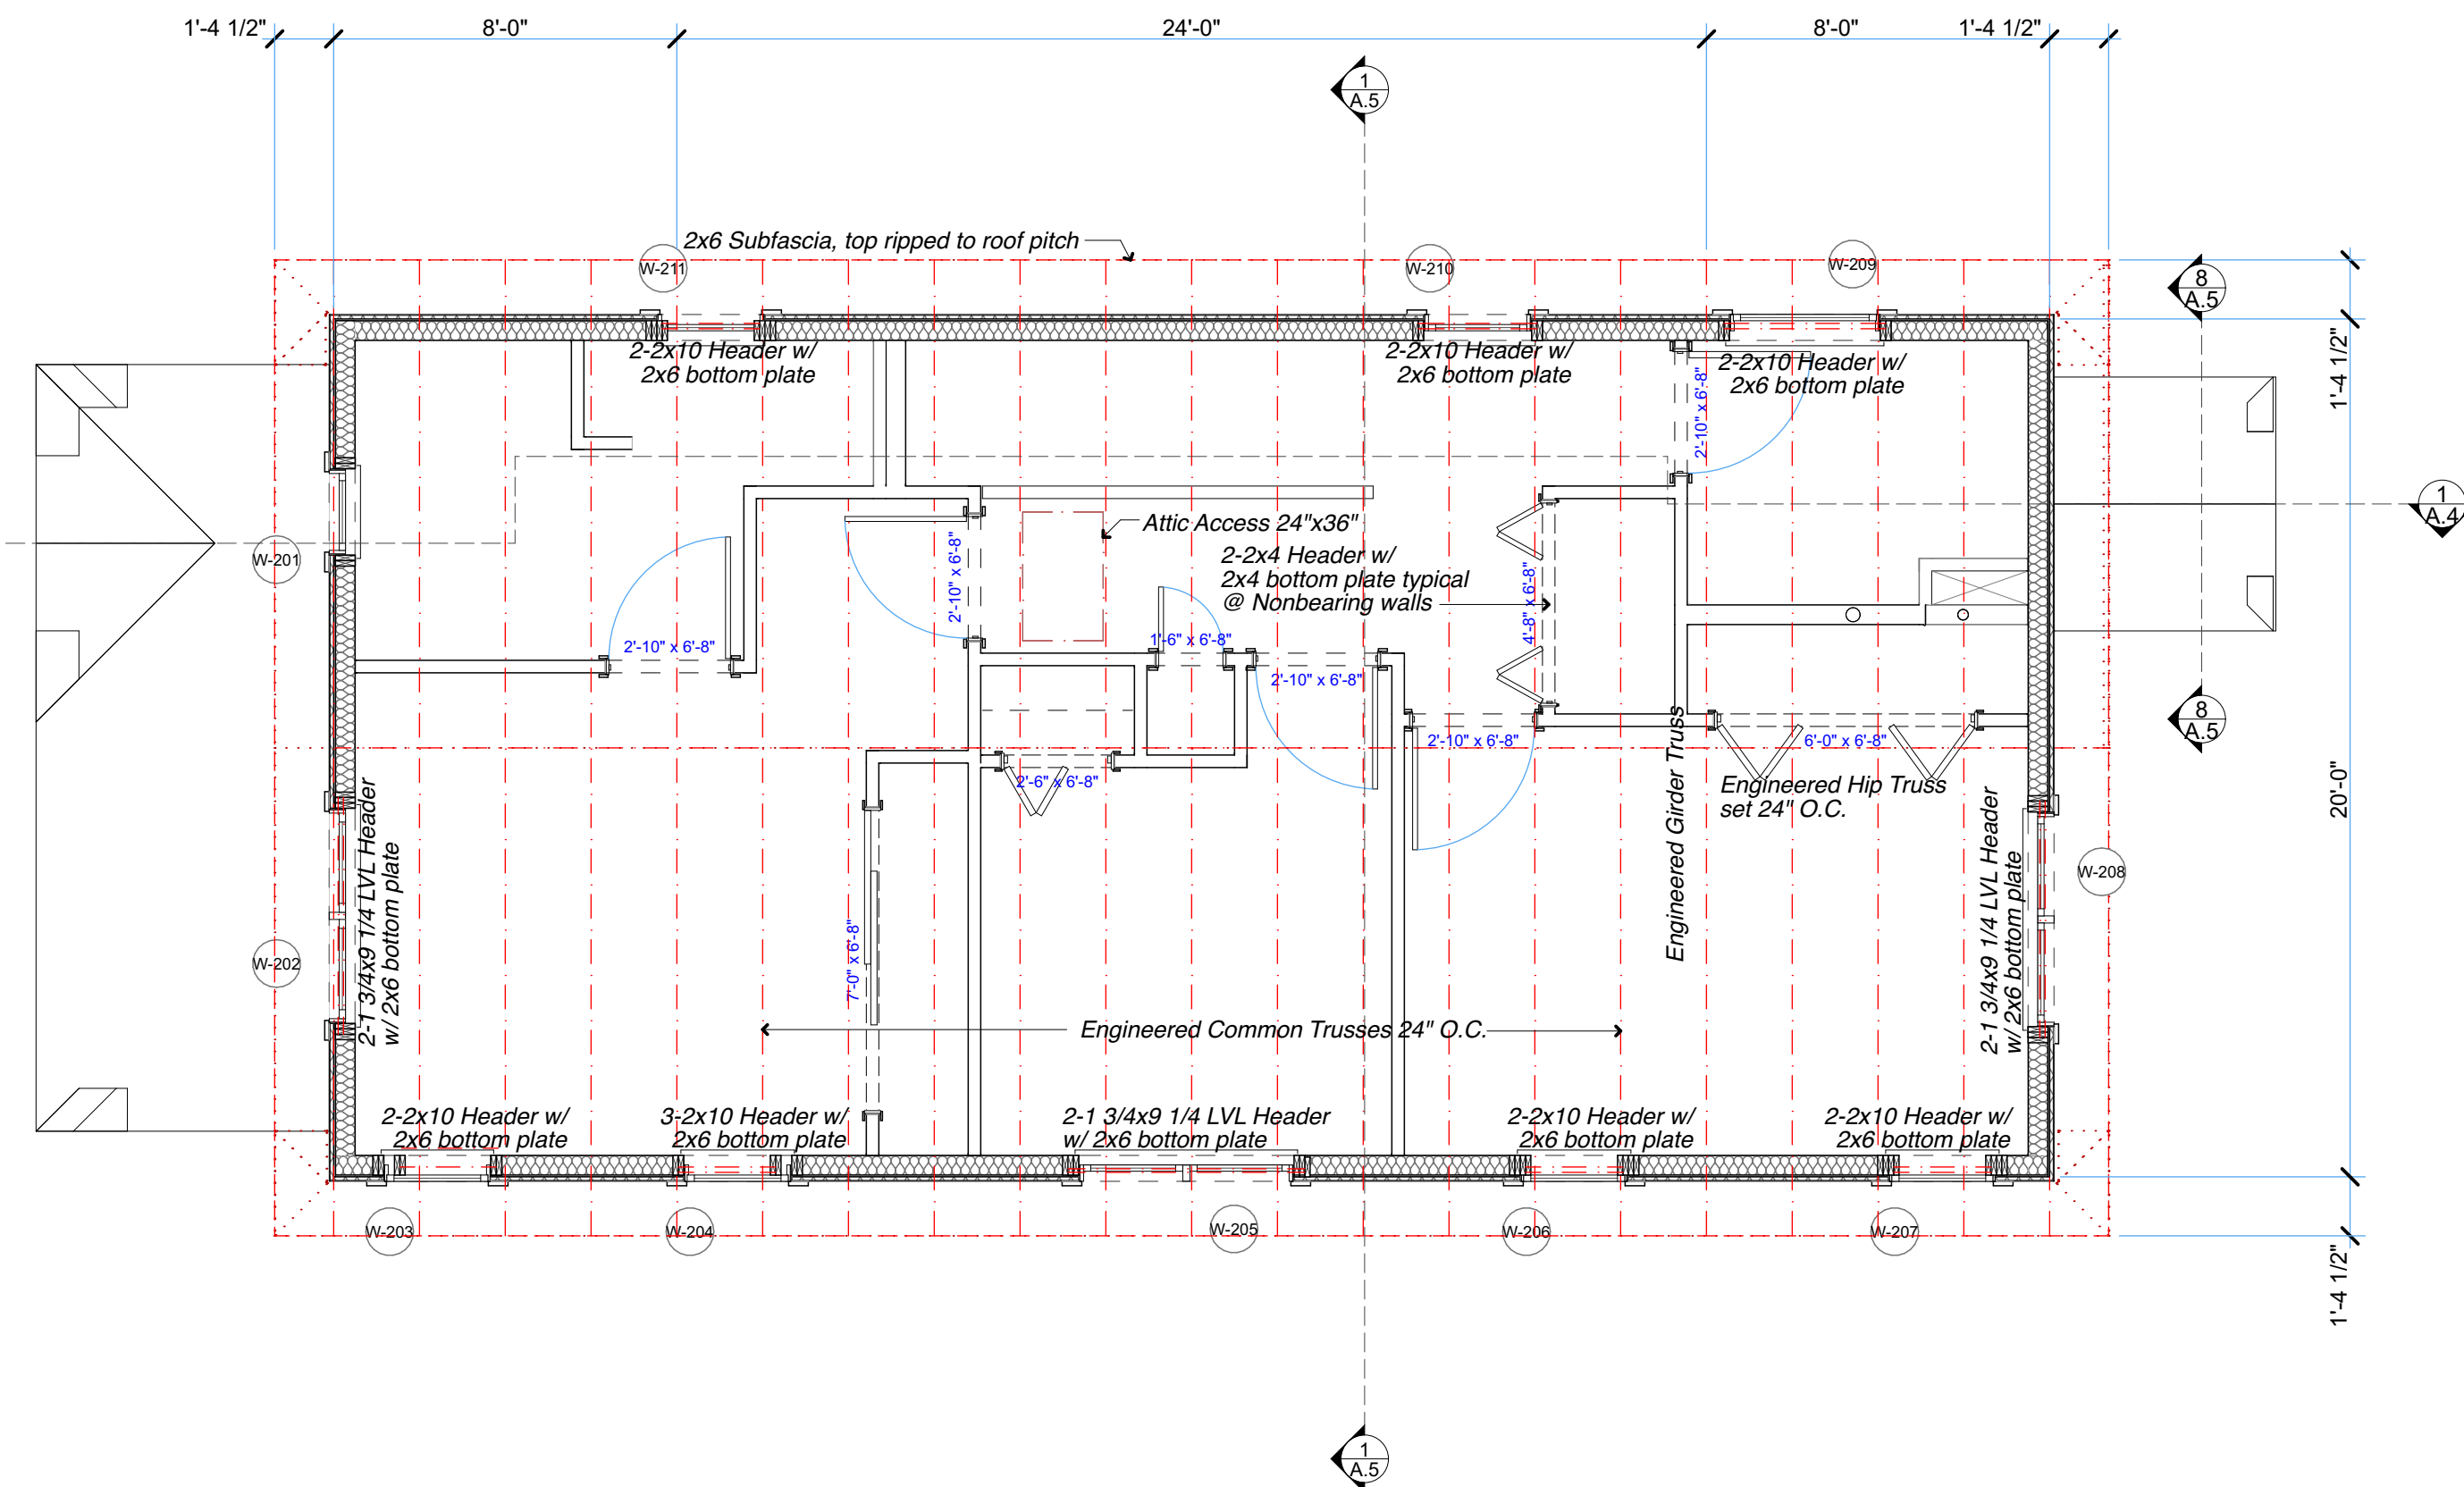 1'-4 1/2"
8'-0"
24'-0"
8'-0"
1'-4 1/2"
1
A.5
2x6 Subfascia, top ripped to roof pitch
W-211
W-210
W-209
8
A.5
2-2x10 Header w/
2x6 bottom plate
2-2x10 Header w/
2x6 bottom plate
2-2x10 Header w/
2x6 bottom plate
2'-10" x 6'-8"
1'-4 1/2"
1
A.4
Attic Access 24"x36"
2-2x4 Header w/
2x4 bottom plate typical
@ Nonbearing walls
W-201
2'-10" x 6'-8"
4'-8" x 6'-8"
2'-10" x 6'-8"
1'-6" x 6'-8"
2'-10" x 6'-8"
8
A.5
2'-10" x 6'-8"
6'-0" x 6'-8"
2'-6" x 6'-8"
Engineered Girder Truss
Engineered Hip Truss
set 24" O.C.
20'-0"
2-1 3/4x9 1/4 LVL Header
w/ 2x6 bottom plate
2-1 3/4x9 1/4 LVL Header
w/ 2x6 bottom plate
W-208
W-202
7'-0" x 6'-8"
Engineered Common Trusses 24" O.C.
2-2x10 Header w/
2x6 bottom plate
3-2x10 Header w/
2x6 bottom plate
2-1 3/4x9 1/4 LVL Header
w/ 2x6 bottom plate
2-2x10 Header w/
2x6 bottom plate
2-2x10 Header w/
2x6 bottom plate
W-203
W-204
W-205
W-206
W-207
1'-4 1/2"
1
A.5